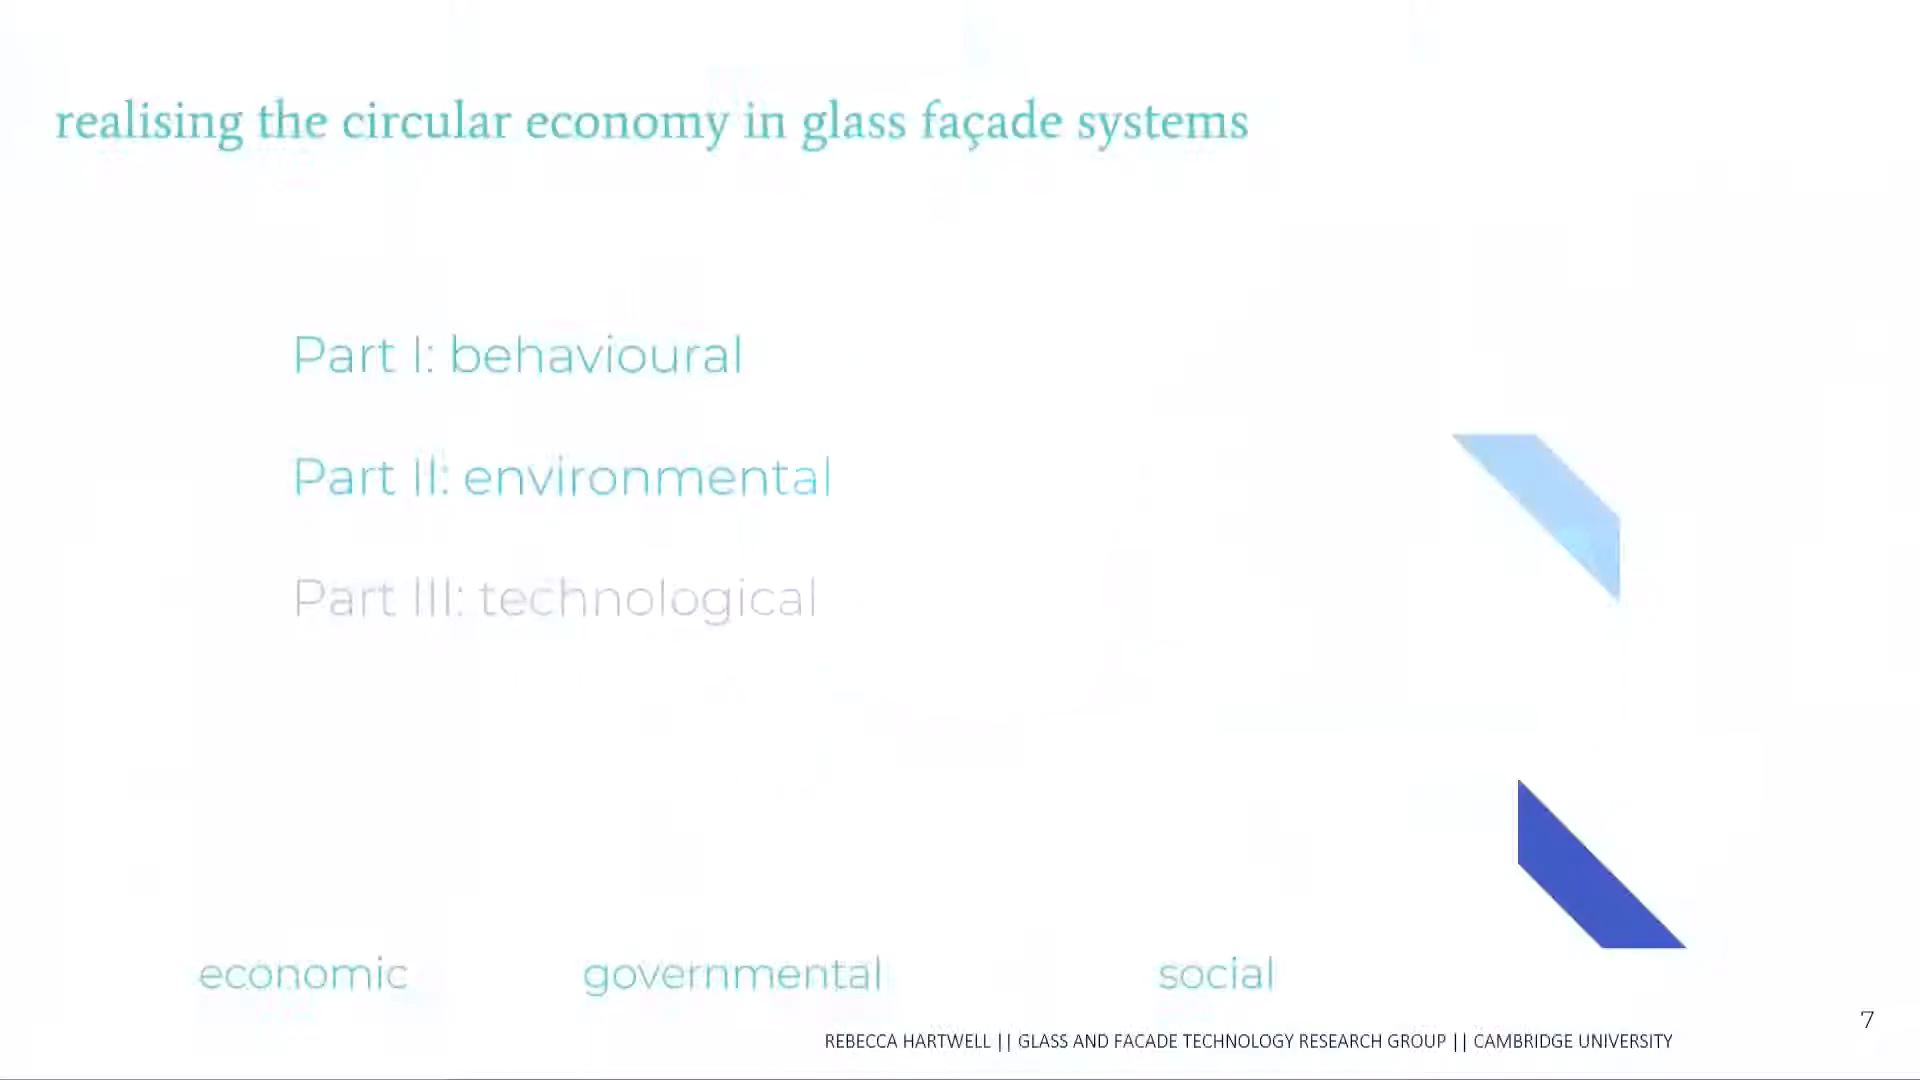 realising the circular economy in glass façade systems
Part I: behavioural
Part II: environmental
Part III: technological
economic governmental social
7
REBECCA HARTWELL || GLASS AND FACADE TECHNOLOGY RESEARCH GROUP || CAMBRIDGE UNIVERSITY